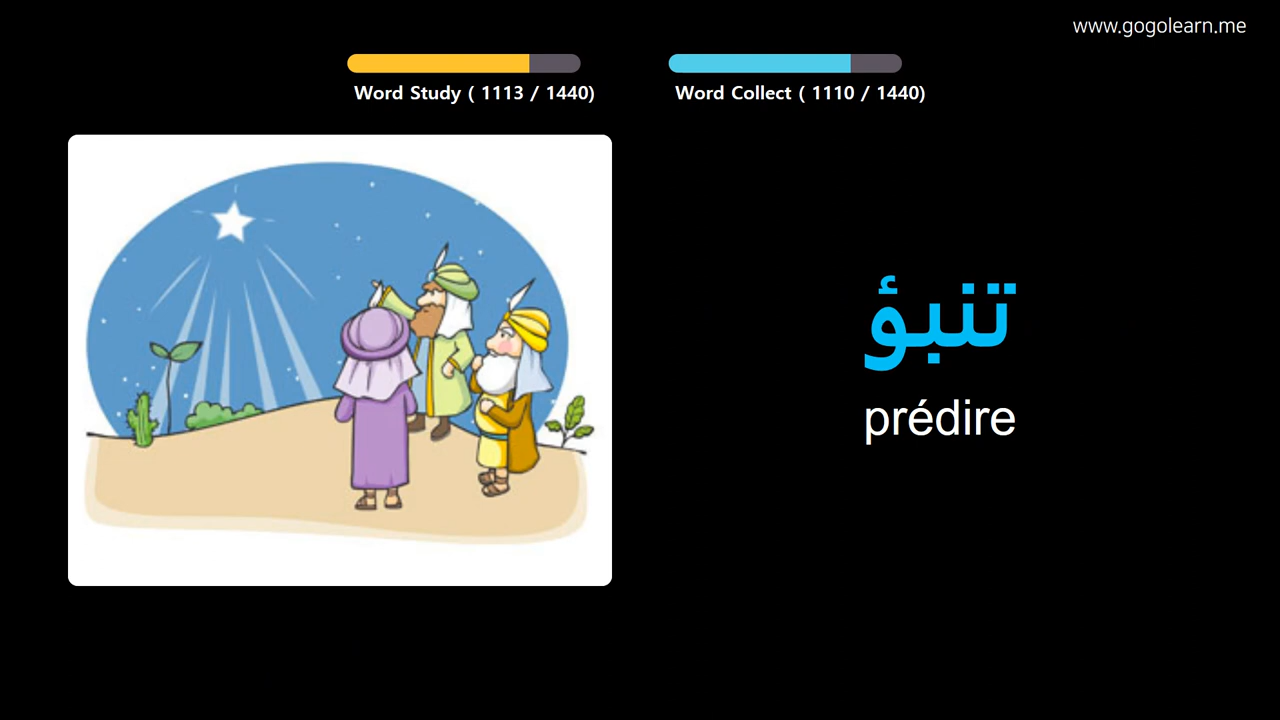 www.gogolearn.me
Word Study ( 1113 / 1440)
Word Collect ( 1110 / 1440)
تنبؤ
prédire